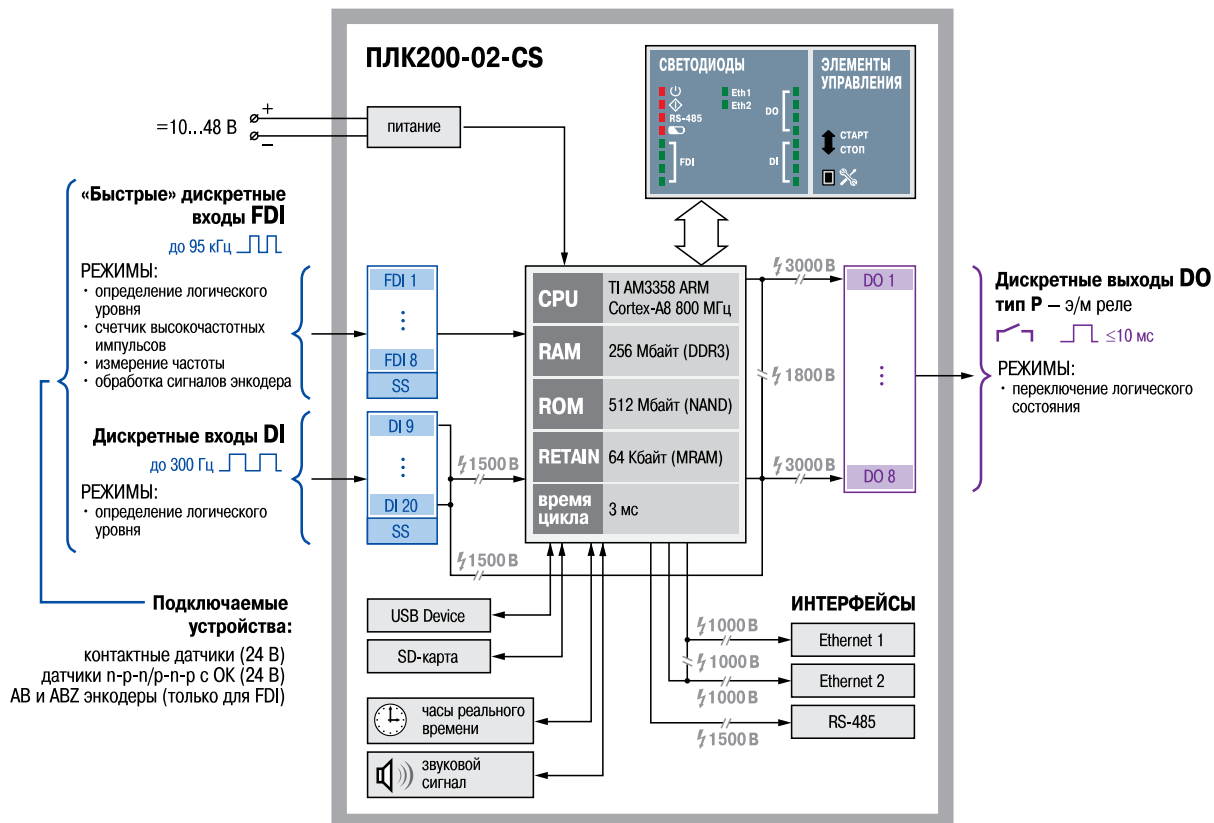 ПЛК200-02-CS
СВЕТОДИОДЫ
Eth1
Eth2
RS-485
DO
FDI
DI
ЭЛЕМЕНТЫ
УПРАВЛЕНИЯ
СТАРТ
СТОП
=10...48 В
+
–
питание
«Быстрые» дискретные
входы FDI
до 95 кГц
РЕЖИМЫ:
· определение логического
уровня
· счетчик высокочастотных
импульсов
· измерение частоты
· обработка сигналов энкодера
Дискретные входы DI
до 300 Гц
РЕЖИМЫ:
· определение логического
уровня
Подключаемые
устройства:
контактные датчики (24 В)
датчики n-p-n/p-n-p с ОК (24 В)
AB и ABZ энкодеры (только для FDI)
FDI 1
FDI 8
SS
DI 9
DI 20
SS
1500 В
1500 В
CPU
TI AM3358 ARM
Cortex-A8 800 МГц
RAM
256 Мбайт (DDR3)
ROM
512 Мбайт (NAND)
RETAIN
64 Кбайт (MRAM)
время
цикла
3 мс
3000 В
1800 В
3000 В
DO 1
DO 8
Дискретные выходы DO
тип Р – э/м реле
≤10 мс
РЕЖИМЫ:
· переключение логического
состояния
USB Device
SD-карта
часы реального
времени
звуковой
сигнал
ИНТЕРФЕЙСЫ
1000 В
Ethernet 1
1000 В
Ethernet 2
1000 В
RS-485
1500 В